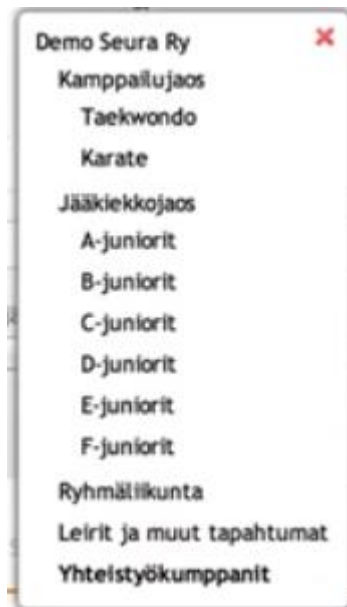 Demo Seura Ry
Kamppailujaos
Taekwondo
Karate
Jääkiekkojaos
A-juniorit
B-juniorit
C-juniorit
D-juniorit
E-juniorit
F-juniorit
Ryhmäliikunta
Leirit ja muut tapahtumat
Yhteistyökumppanit